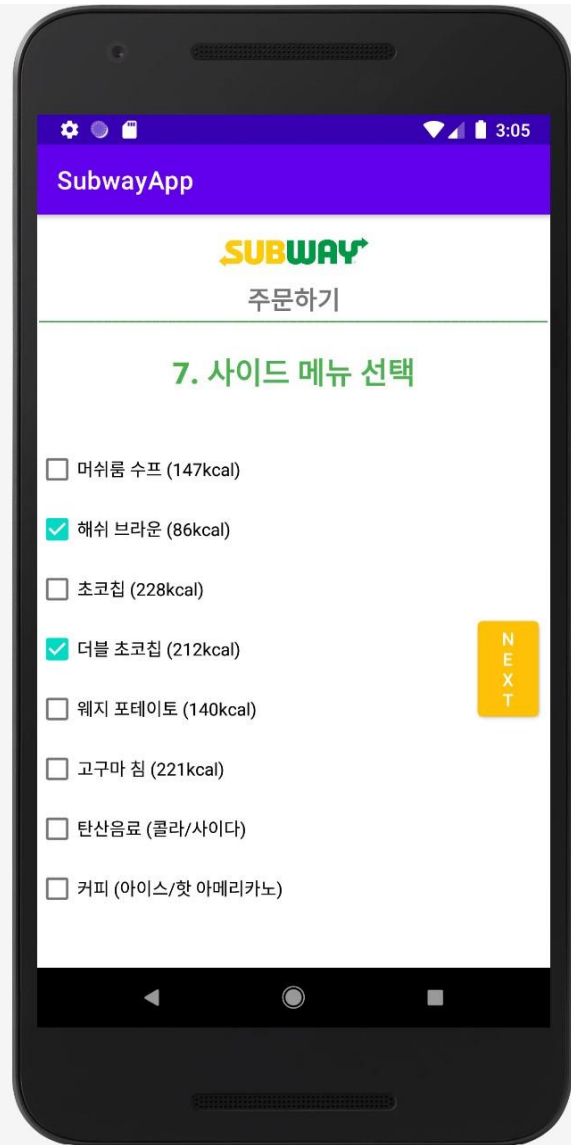 3:05
SubwayApp
SUBWAY
주문하기
7. 사이드 메뉴 선택
머쉬룸 수프 (147kcal)
해쉬 브라운 (86kcal)
초코칩 (228kcal)
더블 초코칩 (212kcal)
웨지 포테이토 (140kcal)
고구마 침 (221kcal)
탄산음료 (콜라/사이다)
커피 (아이스/핫 아메리카노)
N
E
X
T